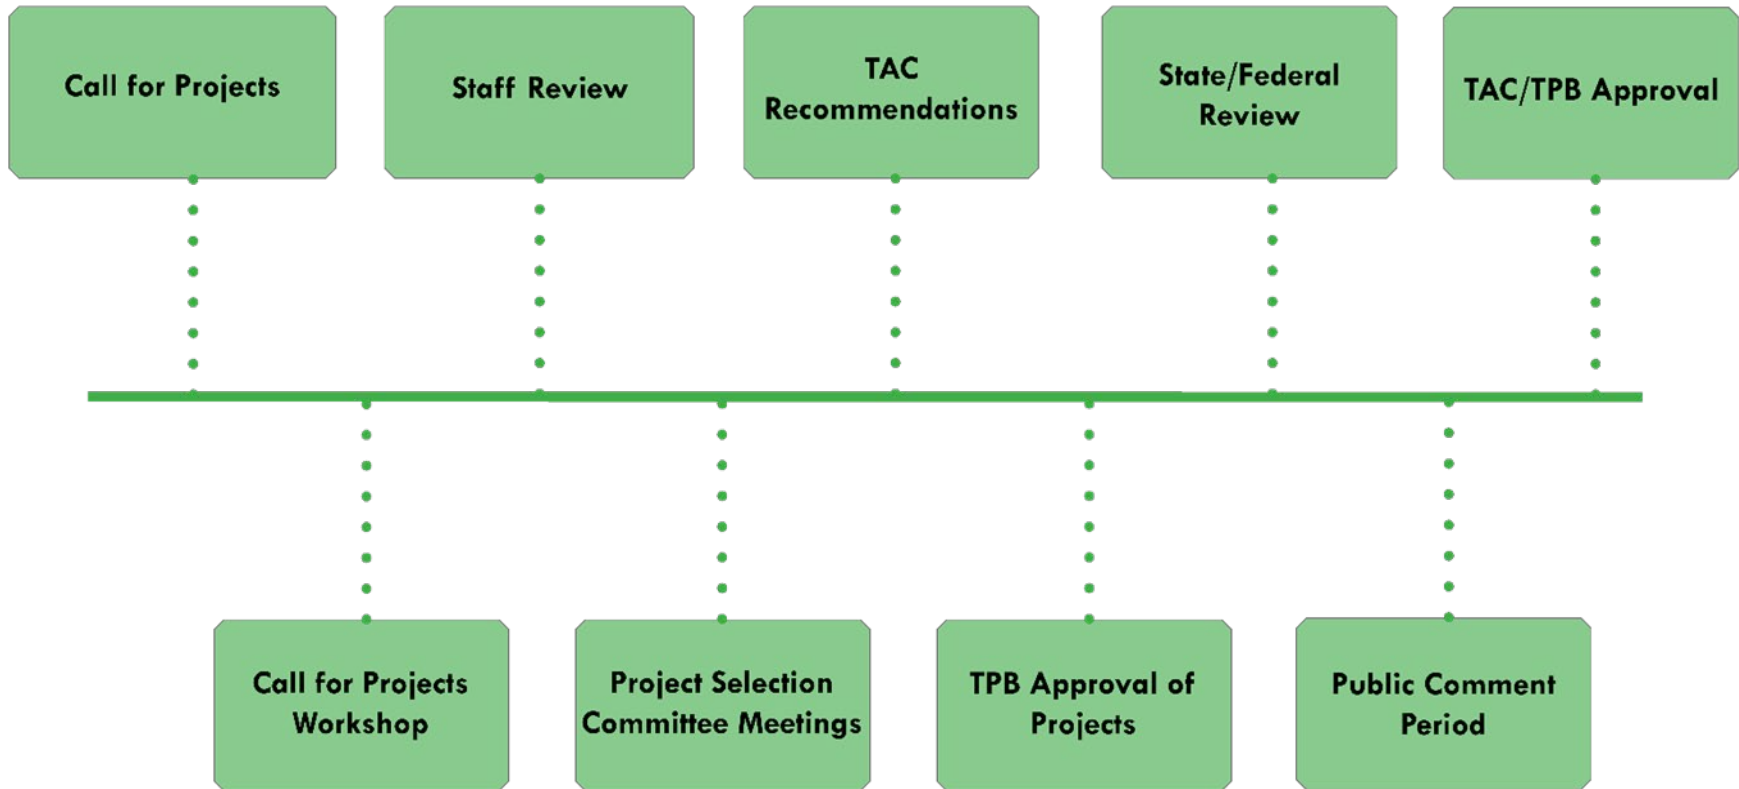 Call for Projects
Staff Review
TAC
Recommendations
State/Federal
Review
TAC/TPB Approval
Call for Projects
Workshop
Project Selection
Committee Meetings
TPB Approval of
Projects
Public Comment
Period